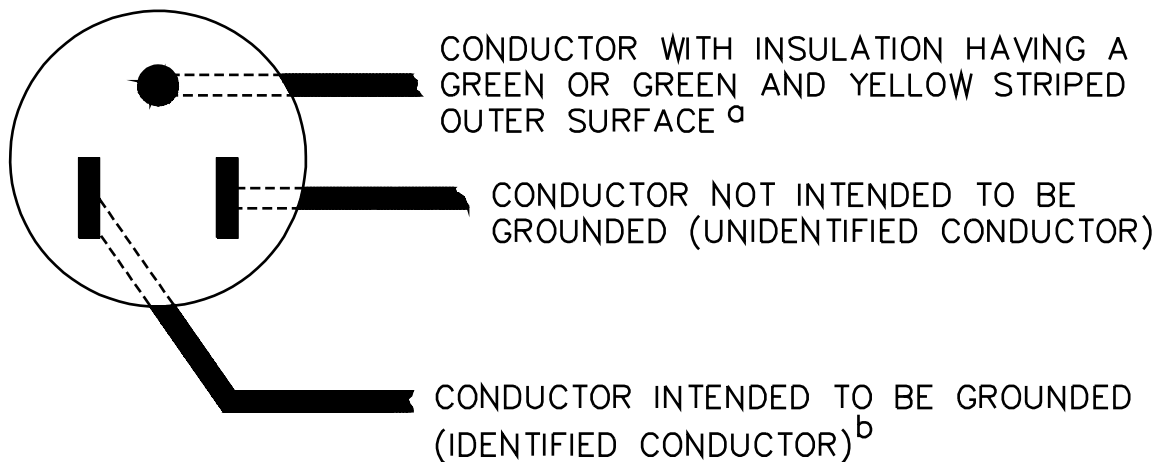 CONDUCTOR WITH INSULATION HAVING A
GREEN OR GREEN AND YELLOW STRIPED
OUTER SURFACE a
CONDUCTOR NOT INTENDED TO BE
GROUNDED (UNIDENTIFIED CONDUCTOR)
CONDUCTOR INTENDED TO BE GROUNDED
(IDENTIFIED CONDUCTOR) b